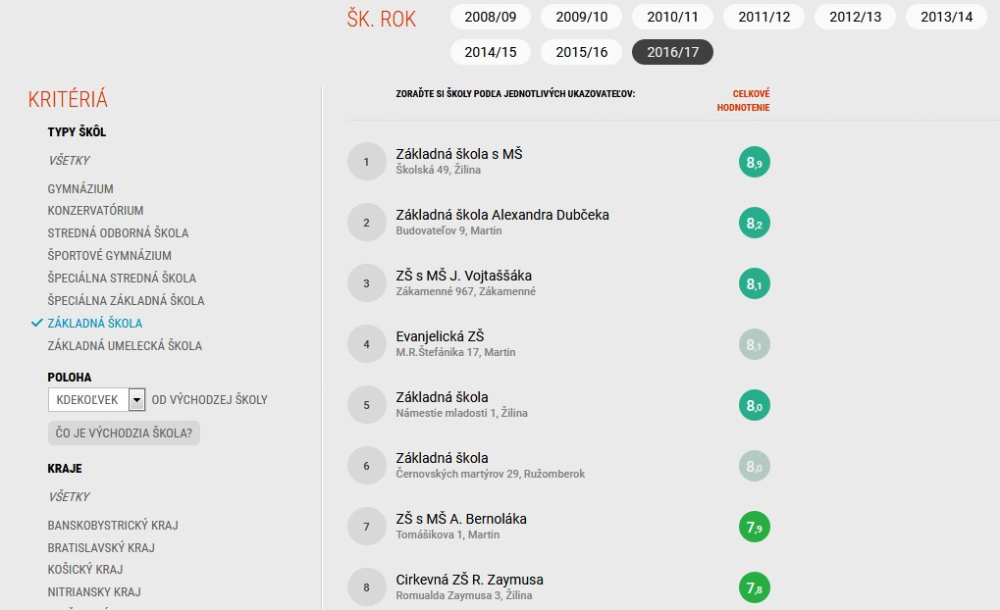 ŠK. ROK
2008/09 2009/10 2010/11 2011/12 2012/13 2013/14
2014/15 2015/16 2016/17
KRITÉRIÁ
TYPY ŠKÔL
VŠETKY
GYMNÁZIUM
KONZERVATÓRIUM
STREDNÁ ODBORNÁ ŠKOLA
ŠPORTOVÉ GYMNÁZIUM
ŠPECIÁLNA STREDNÁ ŠKOLA
ŠPECIÁLNA ZÁKLADNÁ ŠKOLA
ZÁKLADNÁ ŠKOLA
ZÁKLADNÁ UMELECKÁ ŠKOLA
POLOHA
KDEKOĽVEK OD VÝCHODZEJ ŠKOLY
ČO JE VÝCHODZIA ŠKOLA?
KRAJE
VŠETKY
BANSKOBYSTRICKÝ KRAJ
BRATISLAVSKÝ KRAJ
KOŠICKÝ KRAJ
NITRIANSKY KRAJ
ZORAĎTE SI ŠKOLY PODĽA JEDNOTLIVÝCH UKAZOVATEĽOV:
CELKOVÉ
HODNOTENIE
1 Základná škola s MŠ 8,9
Školská 49, Žilina
2 Základná škola Alexandra Dubčeka 8,2
Budovateľov 9, Martin
3 ZŠ s MŠ J. Vojtaššáka 8,1
Zákamenné 967, Zákamenné
4 Evanjelická ZŠ 8,1
M.R.Štefánika 17, Martin
5 Základná škola 8,0
Námestie mladosti 1, Žilina
6 Základná škola 8,0
Černovských martýrov 29, Ružomberok
7 ZŠ s MŠ A. Bernoláka 7,9
Tomášikova 1, Martin
8 Cirkevná ZŠ R. Zaymusa 7,8
Romualda Zaymusa 3, Žilina